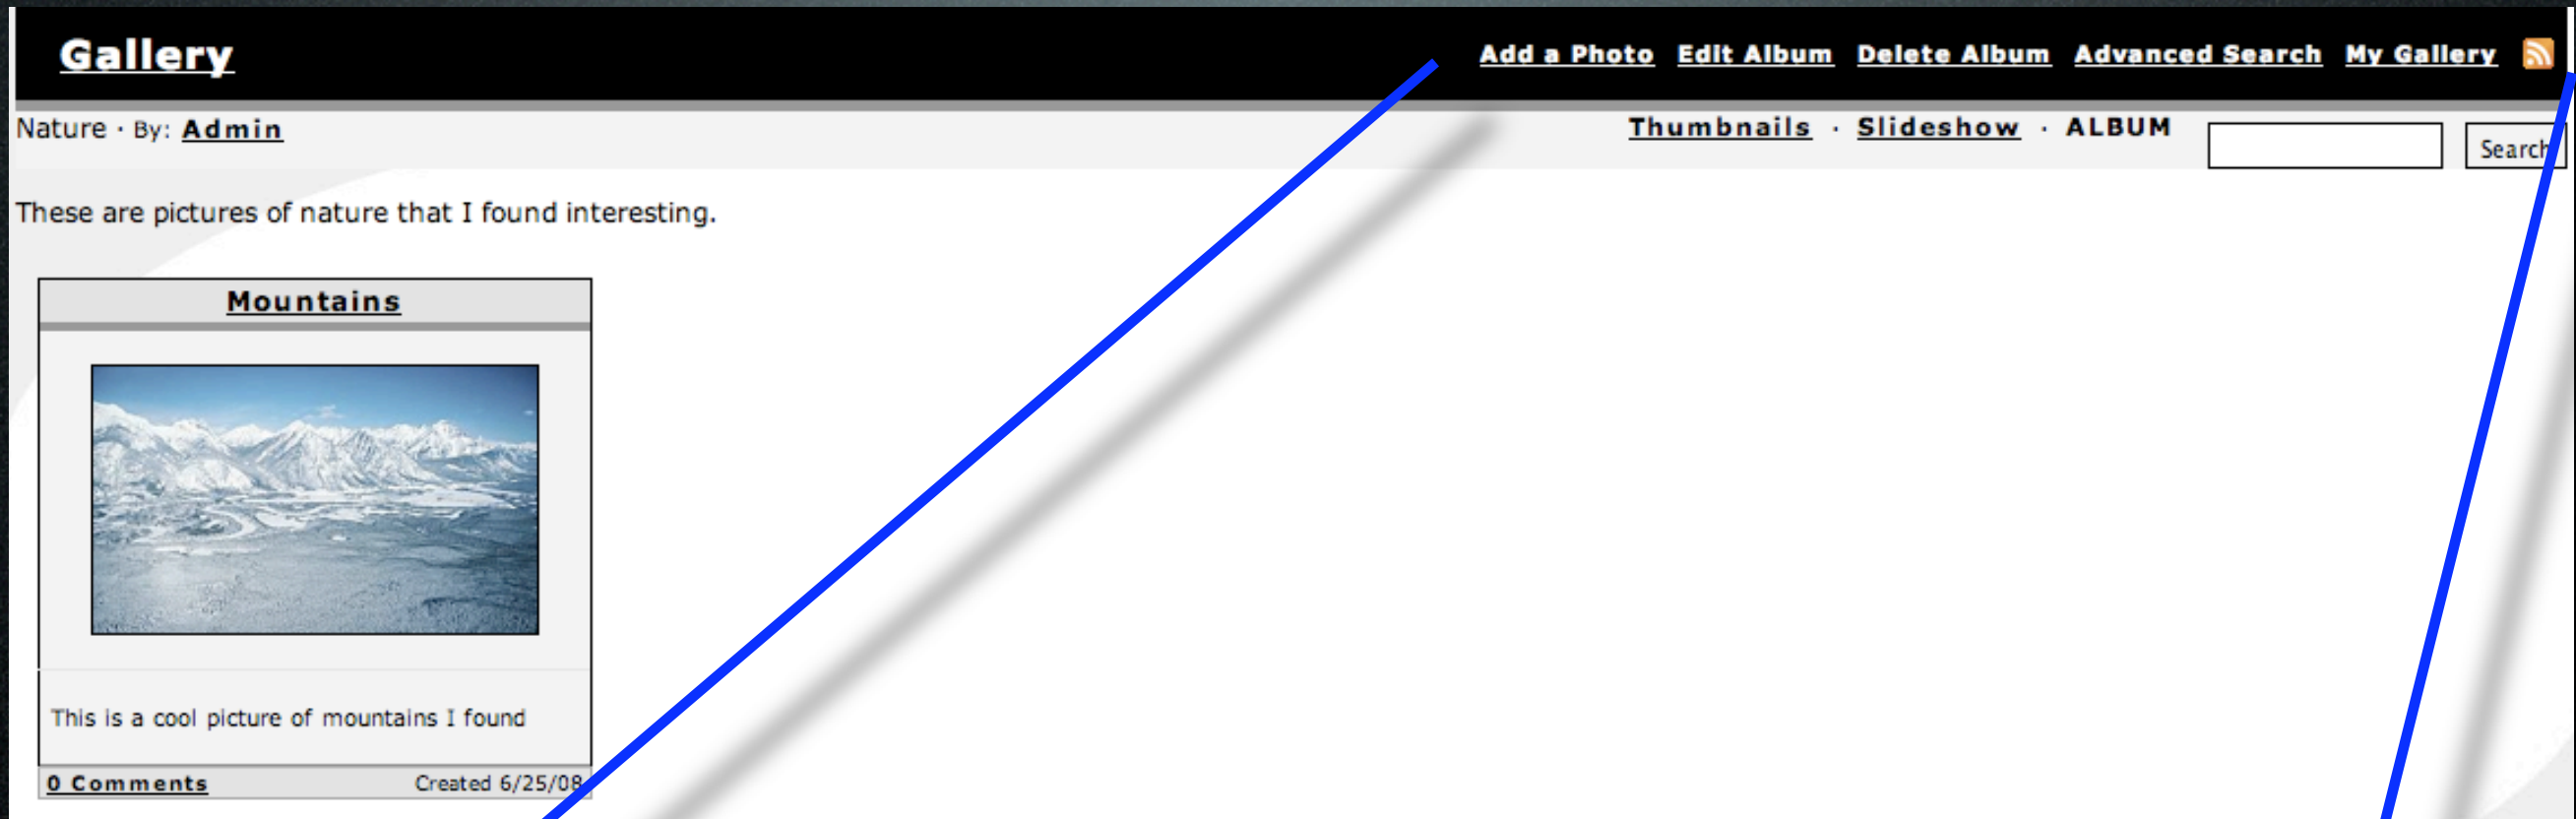 Gallery Add a Photo Edit Album Delete Album Advanced Search My Gallery
Nature · By: Admin Thumbnails · Slideshow · ALBUM Search
These are pictures of nature that I found interesting.
Mountains
This is a cool picture of mountains I found
0 Comments Created 6/25/08